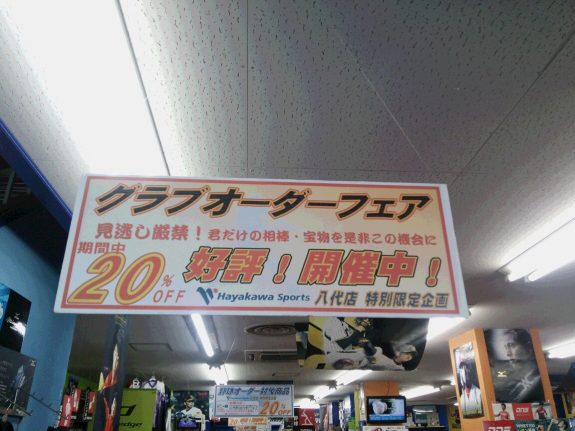 グラブオーダーフェア
見逃し厳禁!君だけの相棒・宝物を是非この機会に
期間中
20%OFF
好評!開催中!
Hayakawa Sports 八代店 特別限定企画
20%
OFF